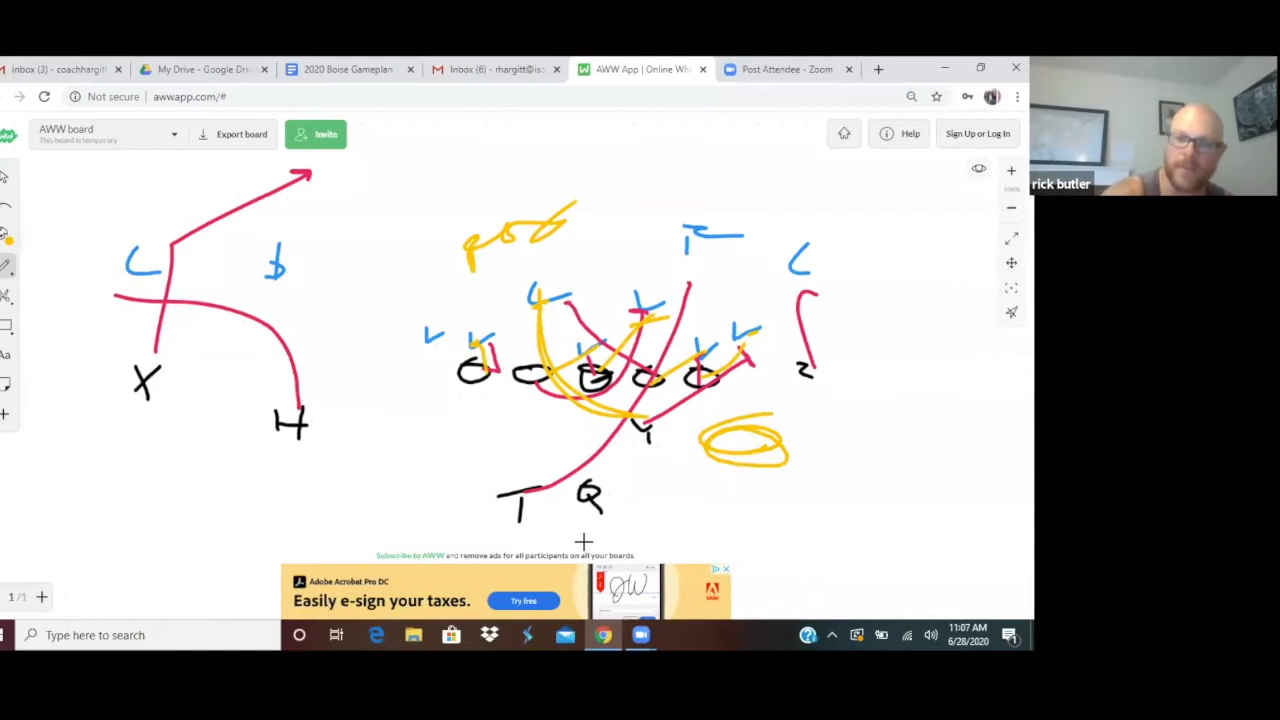 Inbox (3) - coachhargitt
My Drive - Google Dri
2020 Boise Gameplan -
Inbox (6) - rhargitt@isc
AWW App | Online Wh
Post Attendee - Zoom
Not secure | awwapp.com/#
AWW board
This board is temporary
Export board
Invite
Help
Sign Up or Log In
rick butler
C
b
C
X
H
Y
Z
T
Q
Aa
Subscribe to AWW and remove ads for all participants on all your boards
Adobe Acrobat Pro DC
Easily e-sign your taxes.
Try free
1/1
Type here to search
11:07 AM
6/28/2020